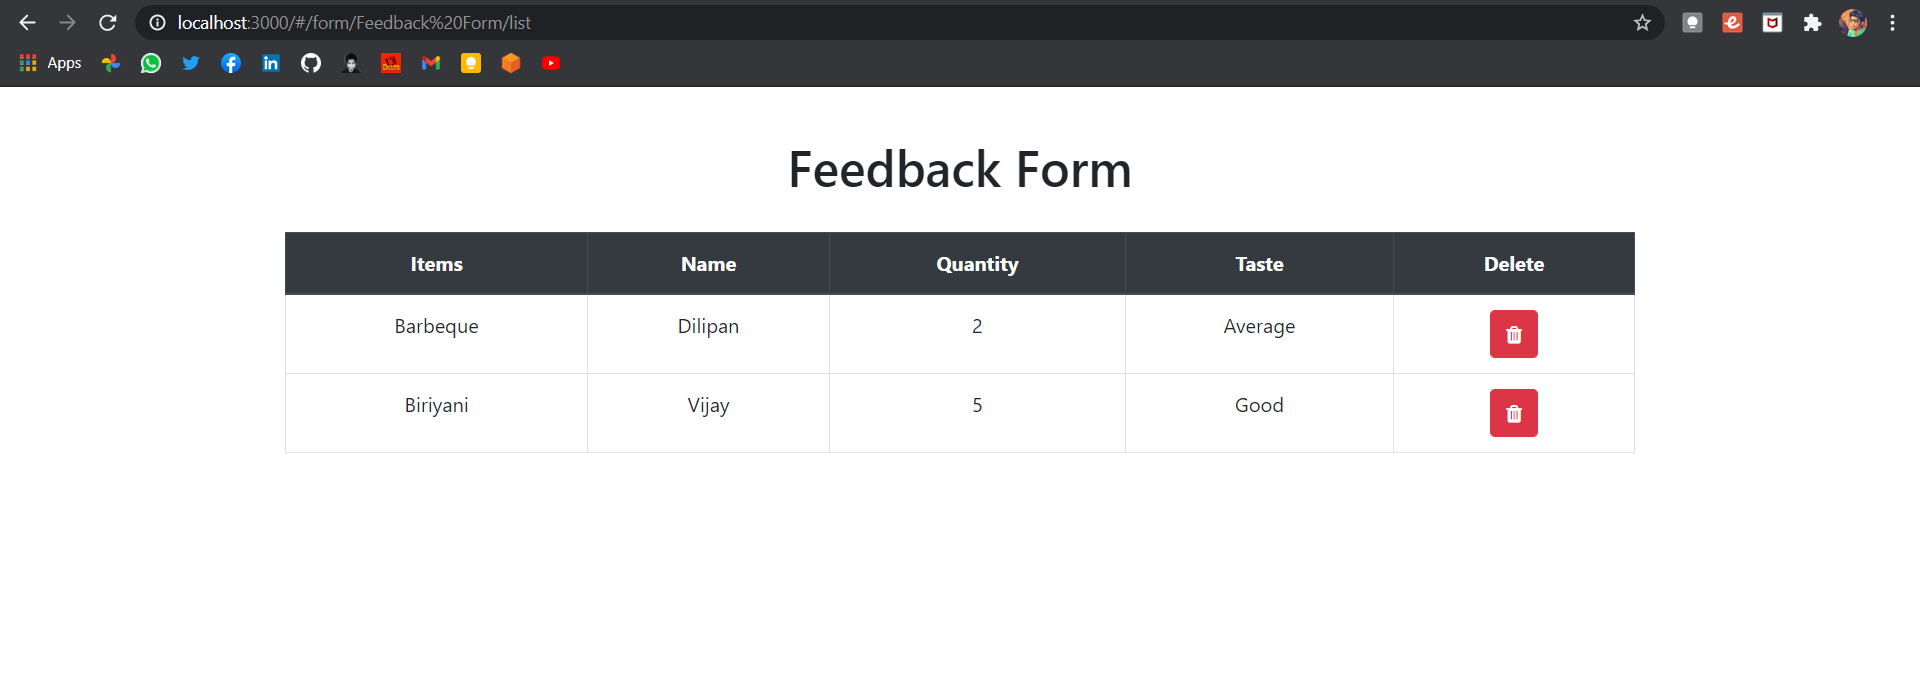 localhost:3000/#/form/Feedback%20Form/list
Apps
Feedback Form
Items Name Quantity Taste Delete
Barbeque Dilipan 2 Average
Biriyani Vijay 5 Good